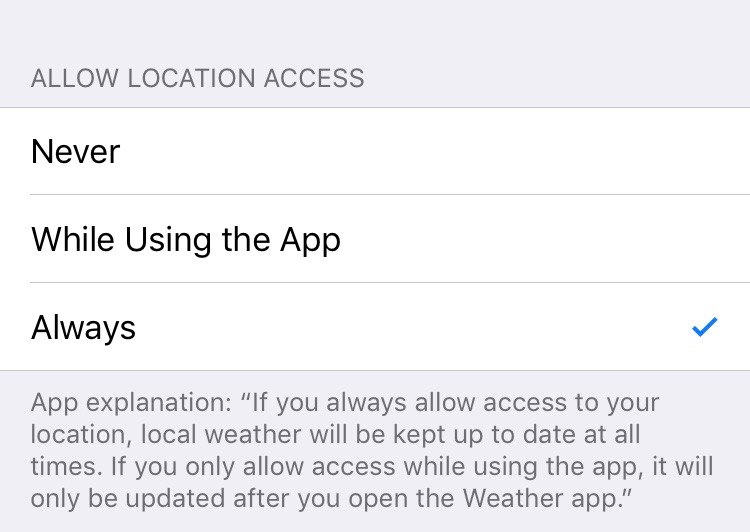 ALLOW LOCATION ACCESS
Never
While Using the App
Always
App explanation: “If you always allow access to your
location, local weather will be kept up to date at all
times. If you only allow access while using the app, it will
only be updated after you open the Weather app.”